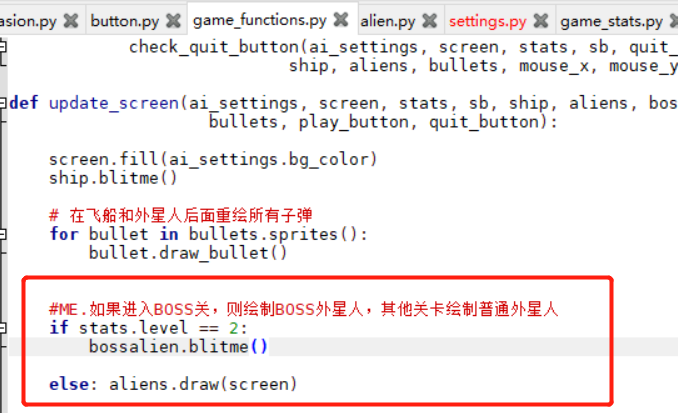 asion.py button.py game_functions.py alien.py settings.py game_stats.py
check_quit_button(ai_settings, screen, stats, sb, quit_
ship, aliens, bullets, mouse_x, mouse_y
def update_screen(ai_settings, screen, stats, sb, ship, aliens, bos
bullets, play_button, quit_button):
screen.fill(ai_settings.bg_color)
ship.blitme()
# 在飞船和外星人后面重绘所有子弹
for bullet in bullets.sprites():
bullet.draw_bullet()
#ME.如果进入BOSS关，则绘制BOSS外星人，其他关卡绘制普通外星人
if stats.level == 2:
bossalien.blitme()
else: aliens.draw(screen)